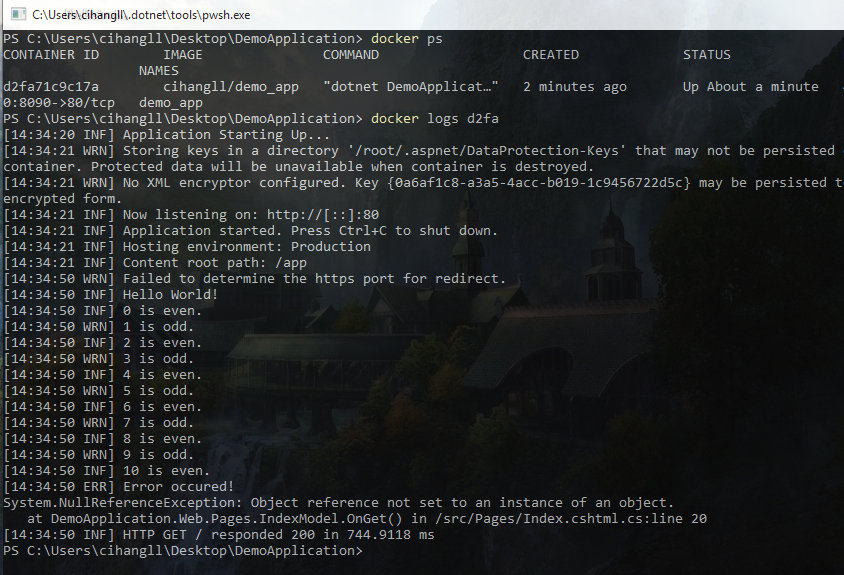 C:\Users\cihangll\.dotnet\tools\pwsh.exe
PS C:\Users\cihangll\Desktop\DemoApplication> docker ps
CONTAINER ID        IMAGE               COMMAND                  CREATED             STATUS
                 NAMES
d2fa71c9c17a        cihangll/demo_app   "dotnet DemoApplicat…"   2 minutes ago       Up About a minute
0:8090->80/tcp   demo_app
PS C:\Users\cihangll\Desktop\DemoApplication> docker logs d2fa
[14:34:20 INF] Application Starting Up...
[14:34:21 WRN] Storing keys in a directory '/root/.aspnet/DataProtection-Keys' that may not be persisted
container. Protected data will be unavailable when container is destroyed.
[14:34:21 WRN] No XML encryptor configured. Key {0a6af1c8-a3a5-4acc-b019-1c9456722d5c} may be persisted t
encrypted form.
[14:34:21 INF] Now listening on: http://[::]:80
[14:34:21 INF] Application started. Press Ctrl+C to shut down.
[14:34:21 INF] Hosting environment: Production
[14:34:21 INF] Content root path: /app
[14:34:50 WRN] Failed to determine the https port for redirect.
[14:34:50 INF] Hello World!
[14:34:50 INF] 0 is even.
[14:34:50 WRN] 1 is odd.
[14:34:50 INF] 2 is even.
[14:34:50 WRN] 3 is odd.
[14:34:50 INF] 4 is even.
[14:34:50 WRN] 5 is odd.
[14:34:50 INF] 6 is even.
[14:34:50 WRN] 7 is odd.
[14:34:50 INF] 8 is even.
[14:34:50 WRN] 9 is odd.
[14:34:50 INF] 10 is even.
[14:34:50 ERR] Error occured!
System.NullReferenceException: Object reference not set to an instance of an object.
   at DemoApplication.Web.Pages.IndexModel.OnGet() in /src/Pages/Index.cshtml.cs:line 20
[14:34:50 INF] HTTP GET / responded 200 in 744.9118 ms
PS C:\Users\cihangll\Desktop\DemoApplication>